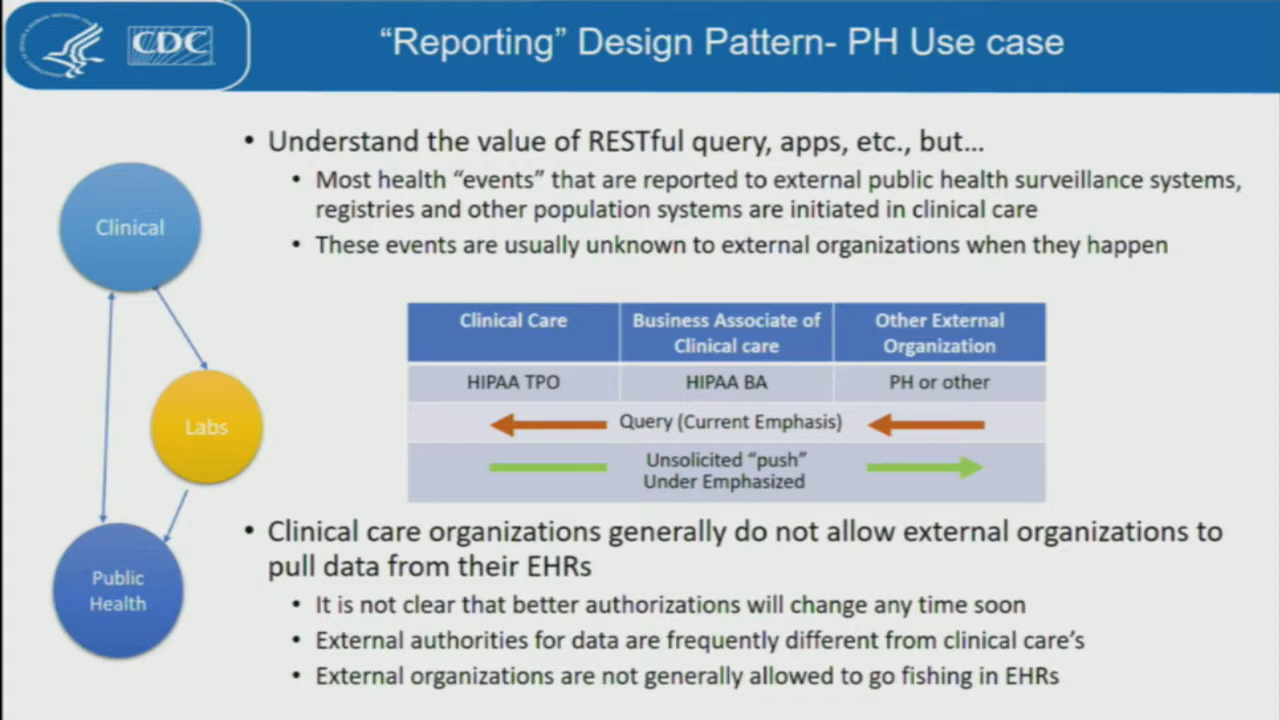 CDC
“Reporting” Design Pattern- PH Use case
• Understand the value of RESTful query, apps, etc., but…
• Most health “events” that are reported to external public health surveillance systems,
registries and other population systems are initiated in clinical care
• These events are usually unknown to external organizations when they happen
Clinical
Labs
Public
Health
Clinical Care
Business Associate of
Clinical care
Other External
Organization
HIPAA TPO
HIPAA BA
PH or other
Query (Current Emphasis)
Unsolicited “push”
Under Emphasized
• Clinical care organizations generally do not allow external organizations to
pull data from their EHRs
• It is not clear that better authorizations will change any time soon
• External authorities for data are frequently different from clinical care’s
• External organizations are not generally allowed to go fishing in EHRs